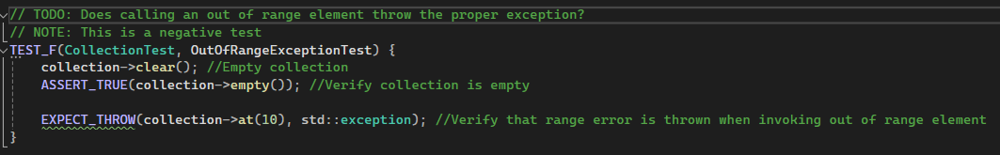 // TODO: Does calling an out of range element throw the proper exception?
// NOTE: This is a negative test
TEST_F(CollectionTest, OutOfRangeExceptionTest) {
    collection->clear(); //Empty collection
    ASSERT_TRUE(collection->empty()); //Verify collection is empty

    EXPECT_THROW(collection->at(10), std::exception); //Verify that range error is thrown when invoking out of range element
}